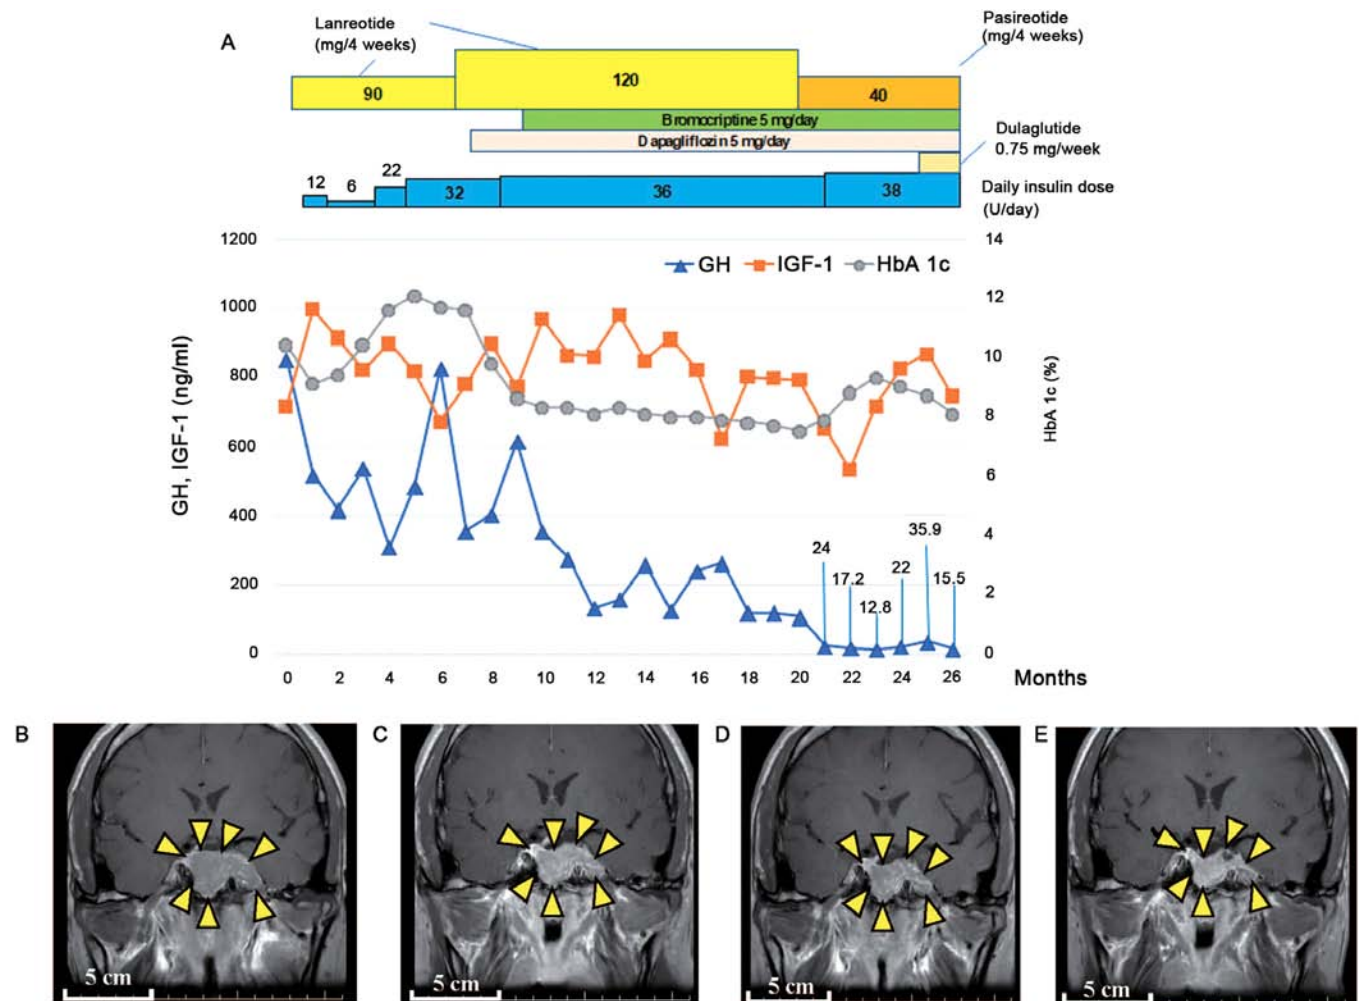 A
Lanreotide
(mg/4 weeks)
Pasireotide
(mg/4 weeks)
90
120
40
Bromocriptine 5 mg/day
Dapagliflozin 5 mg/day
Dulaglutide
0.75 mg/week
12
6
22
32
36
38
Daily insulin dose
(U/day)
GH
IGF-1
HbA 1c
GH, IGF-1 (ng/ml)
1200
1000
800
600
400
200
0
HbA 1c (%)
14
12
10
8
6
4
2
0
24
17.2
12.8
22
35.9
15.5
0 2 4 6 8 10 12 14 16 18 20 22 24 26 Months
B
C
D
E
5 cm
5 cm
5 cm
5 cm